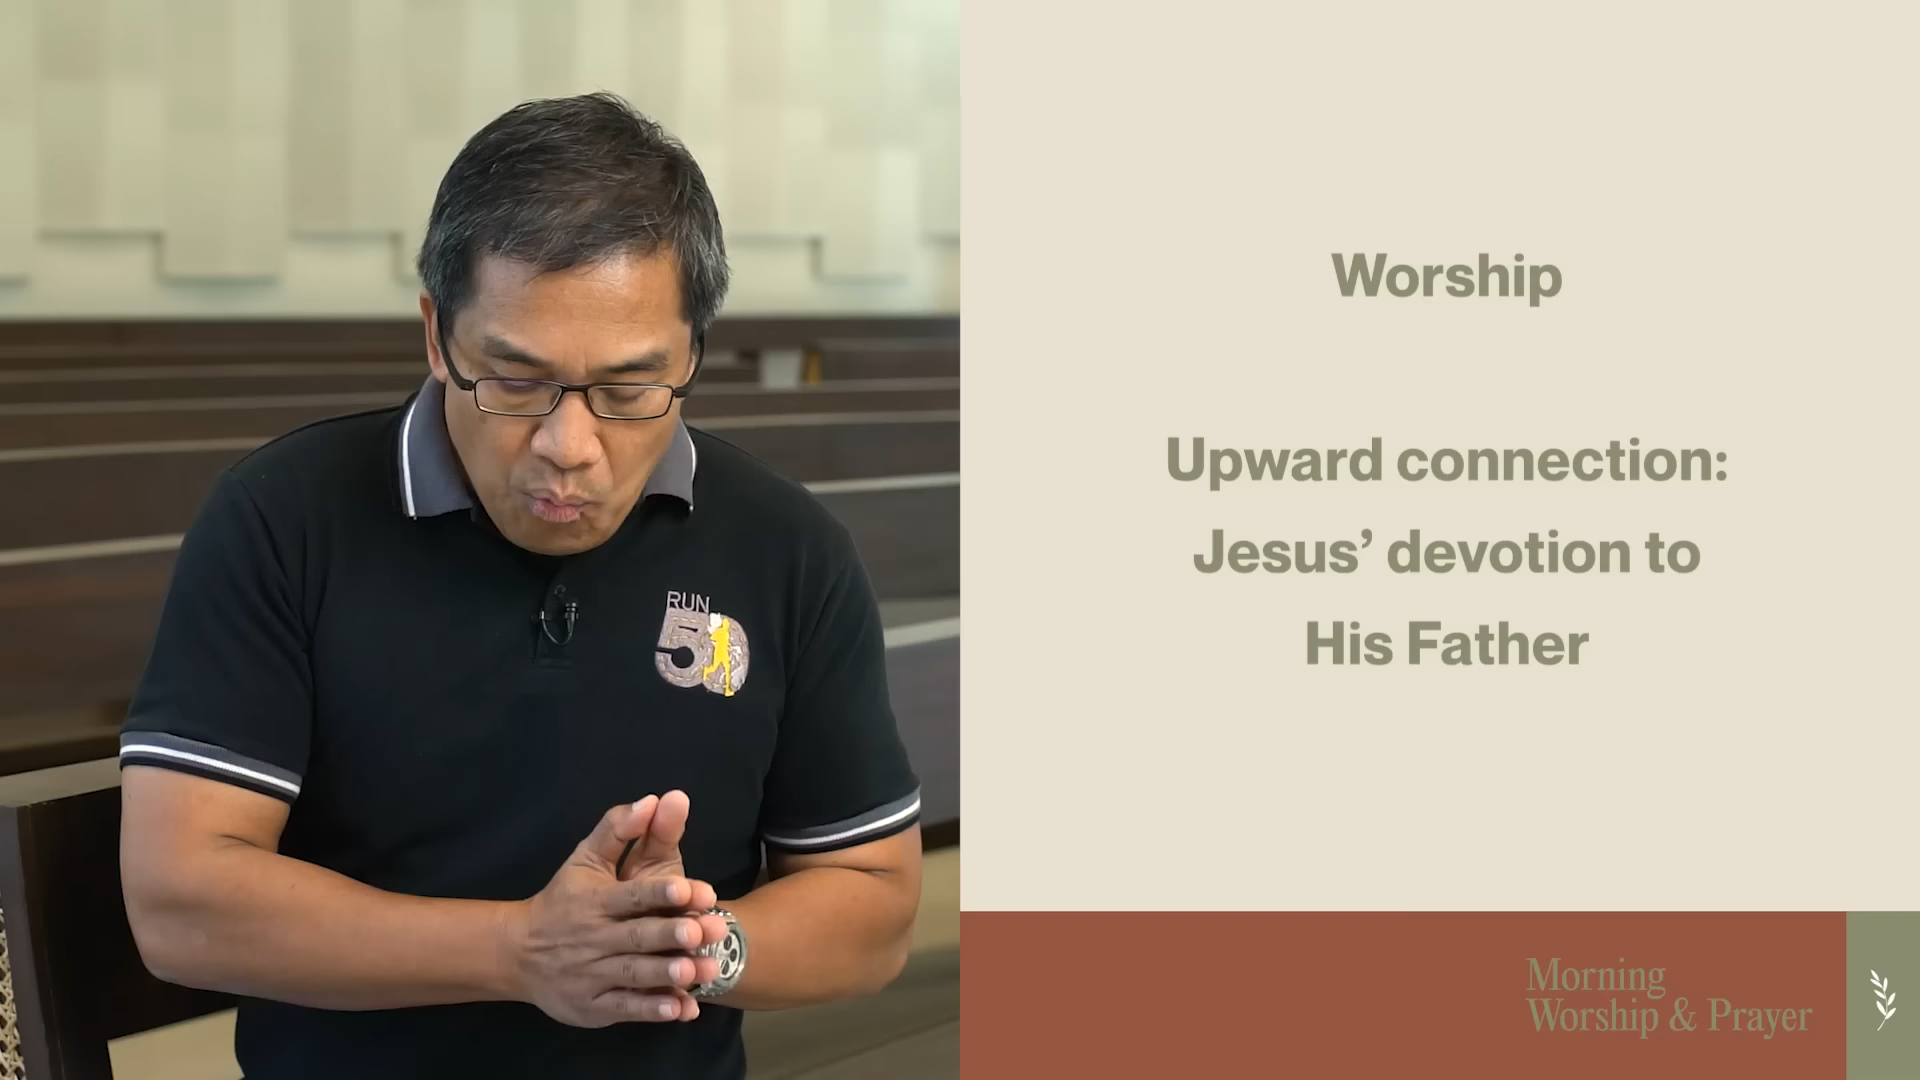 RUN
50
Worship
Upward connection:
Jesus’ devotion to
His Father
Morning
Worship & Prayer